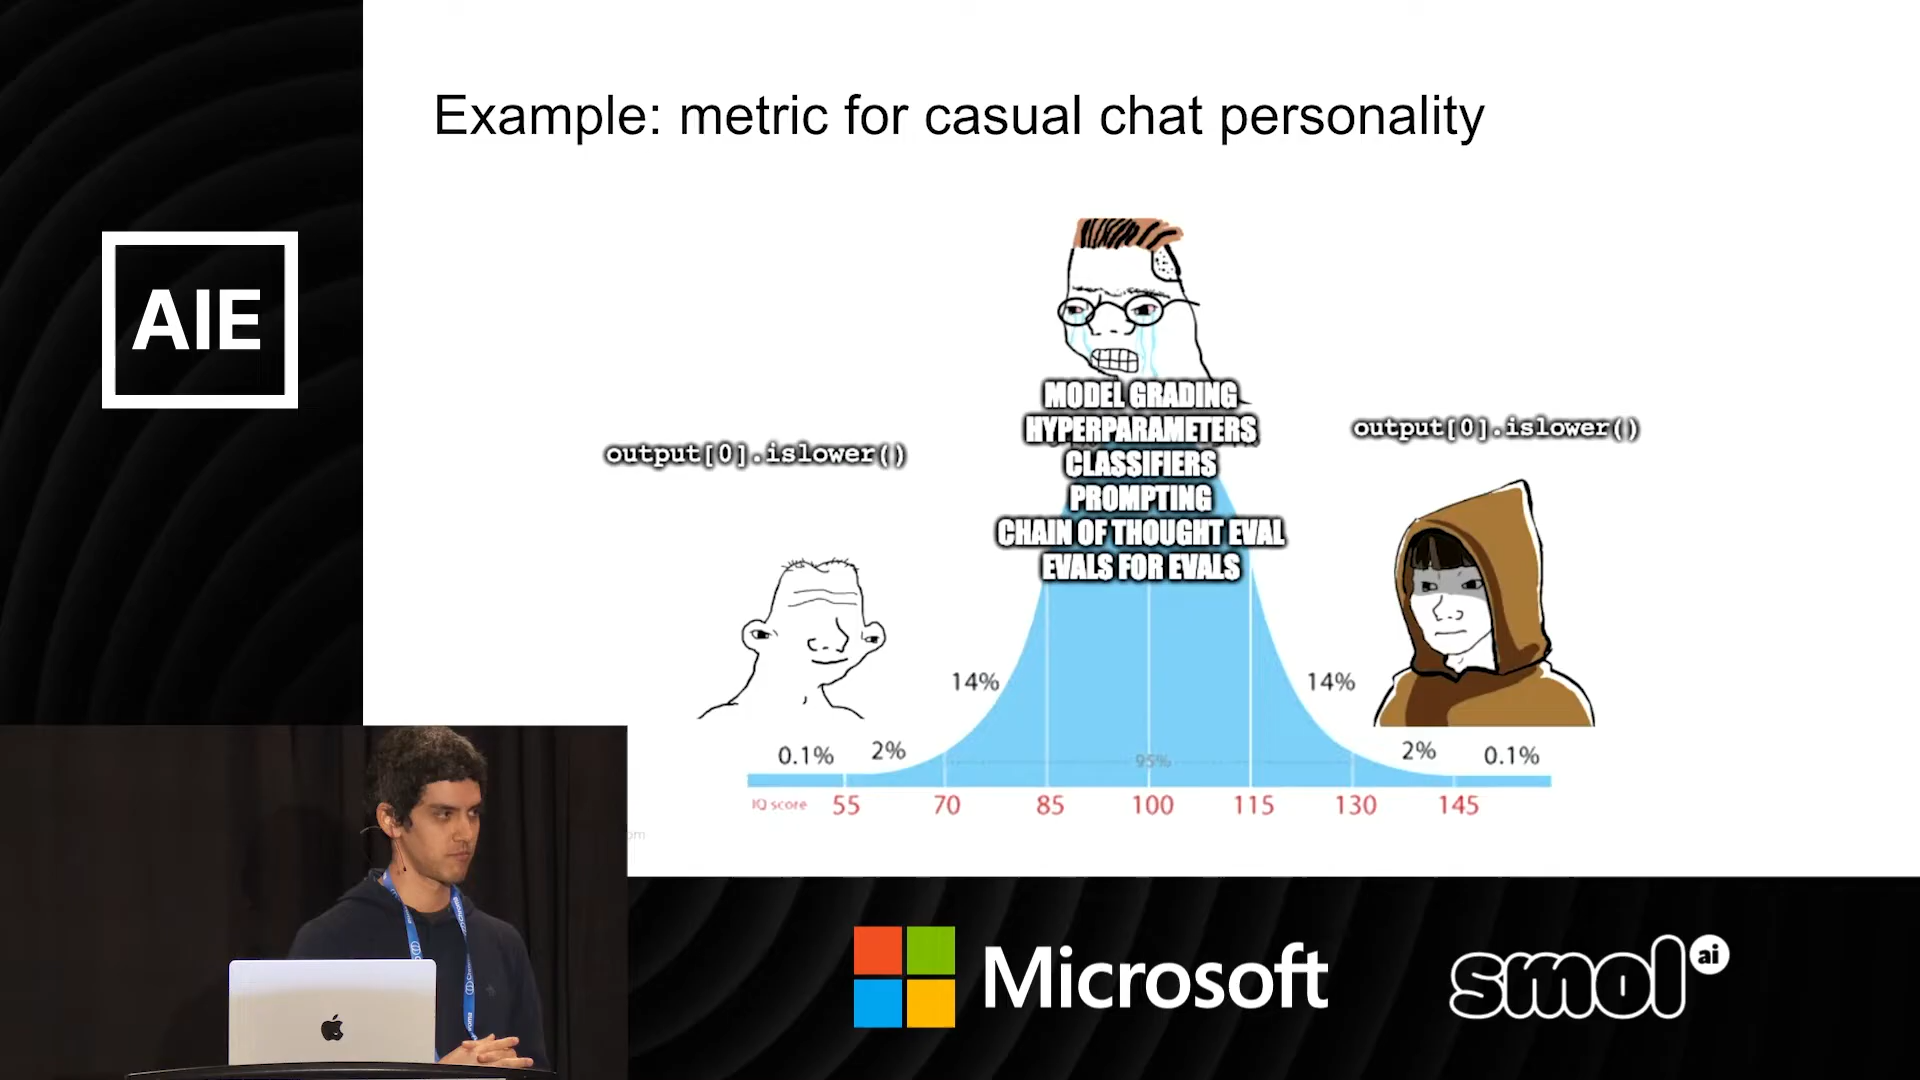 Example: metric for casual chat personality
AIE
MODEL GRADING
HYPERPARAMETERS
CLASSIFIERS
PROMPTING
CHAIN OF THOUGHT EVAL
EVALS FOR EVALS
output[0].islower()
output[0].islower()
14%
14%
0.1%
2%
95%
2%
0.1%
IQ score
55
70
85
100
115
130
145
om
Microsoft
smol ai